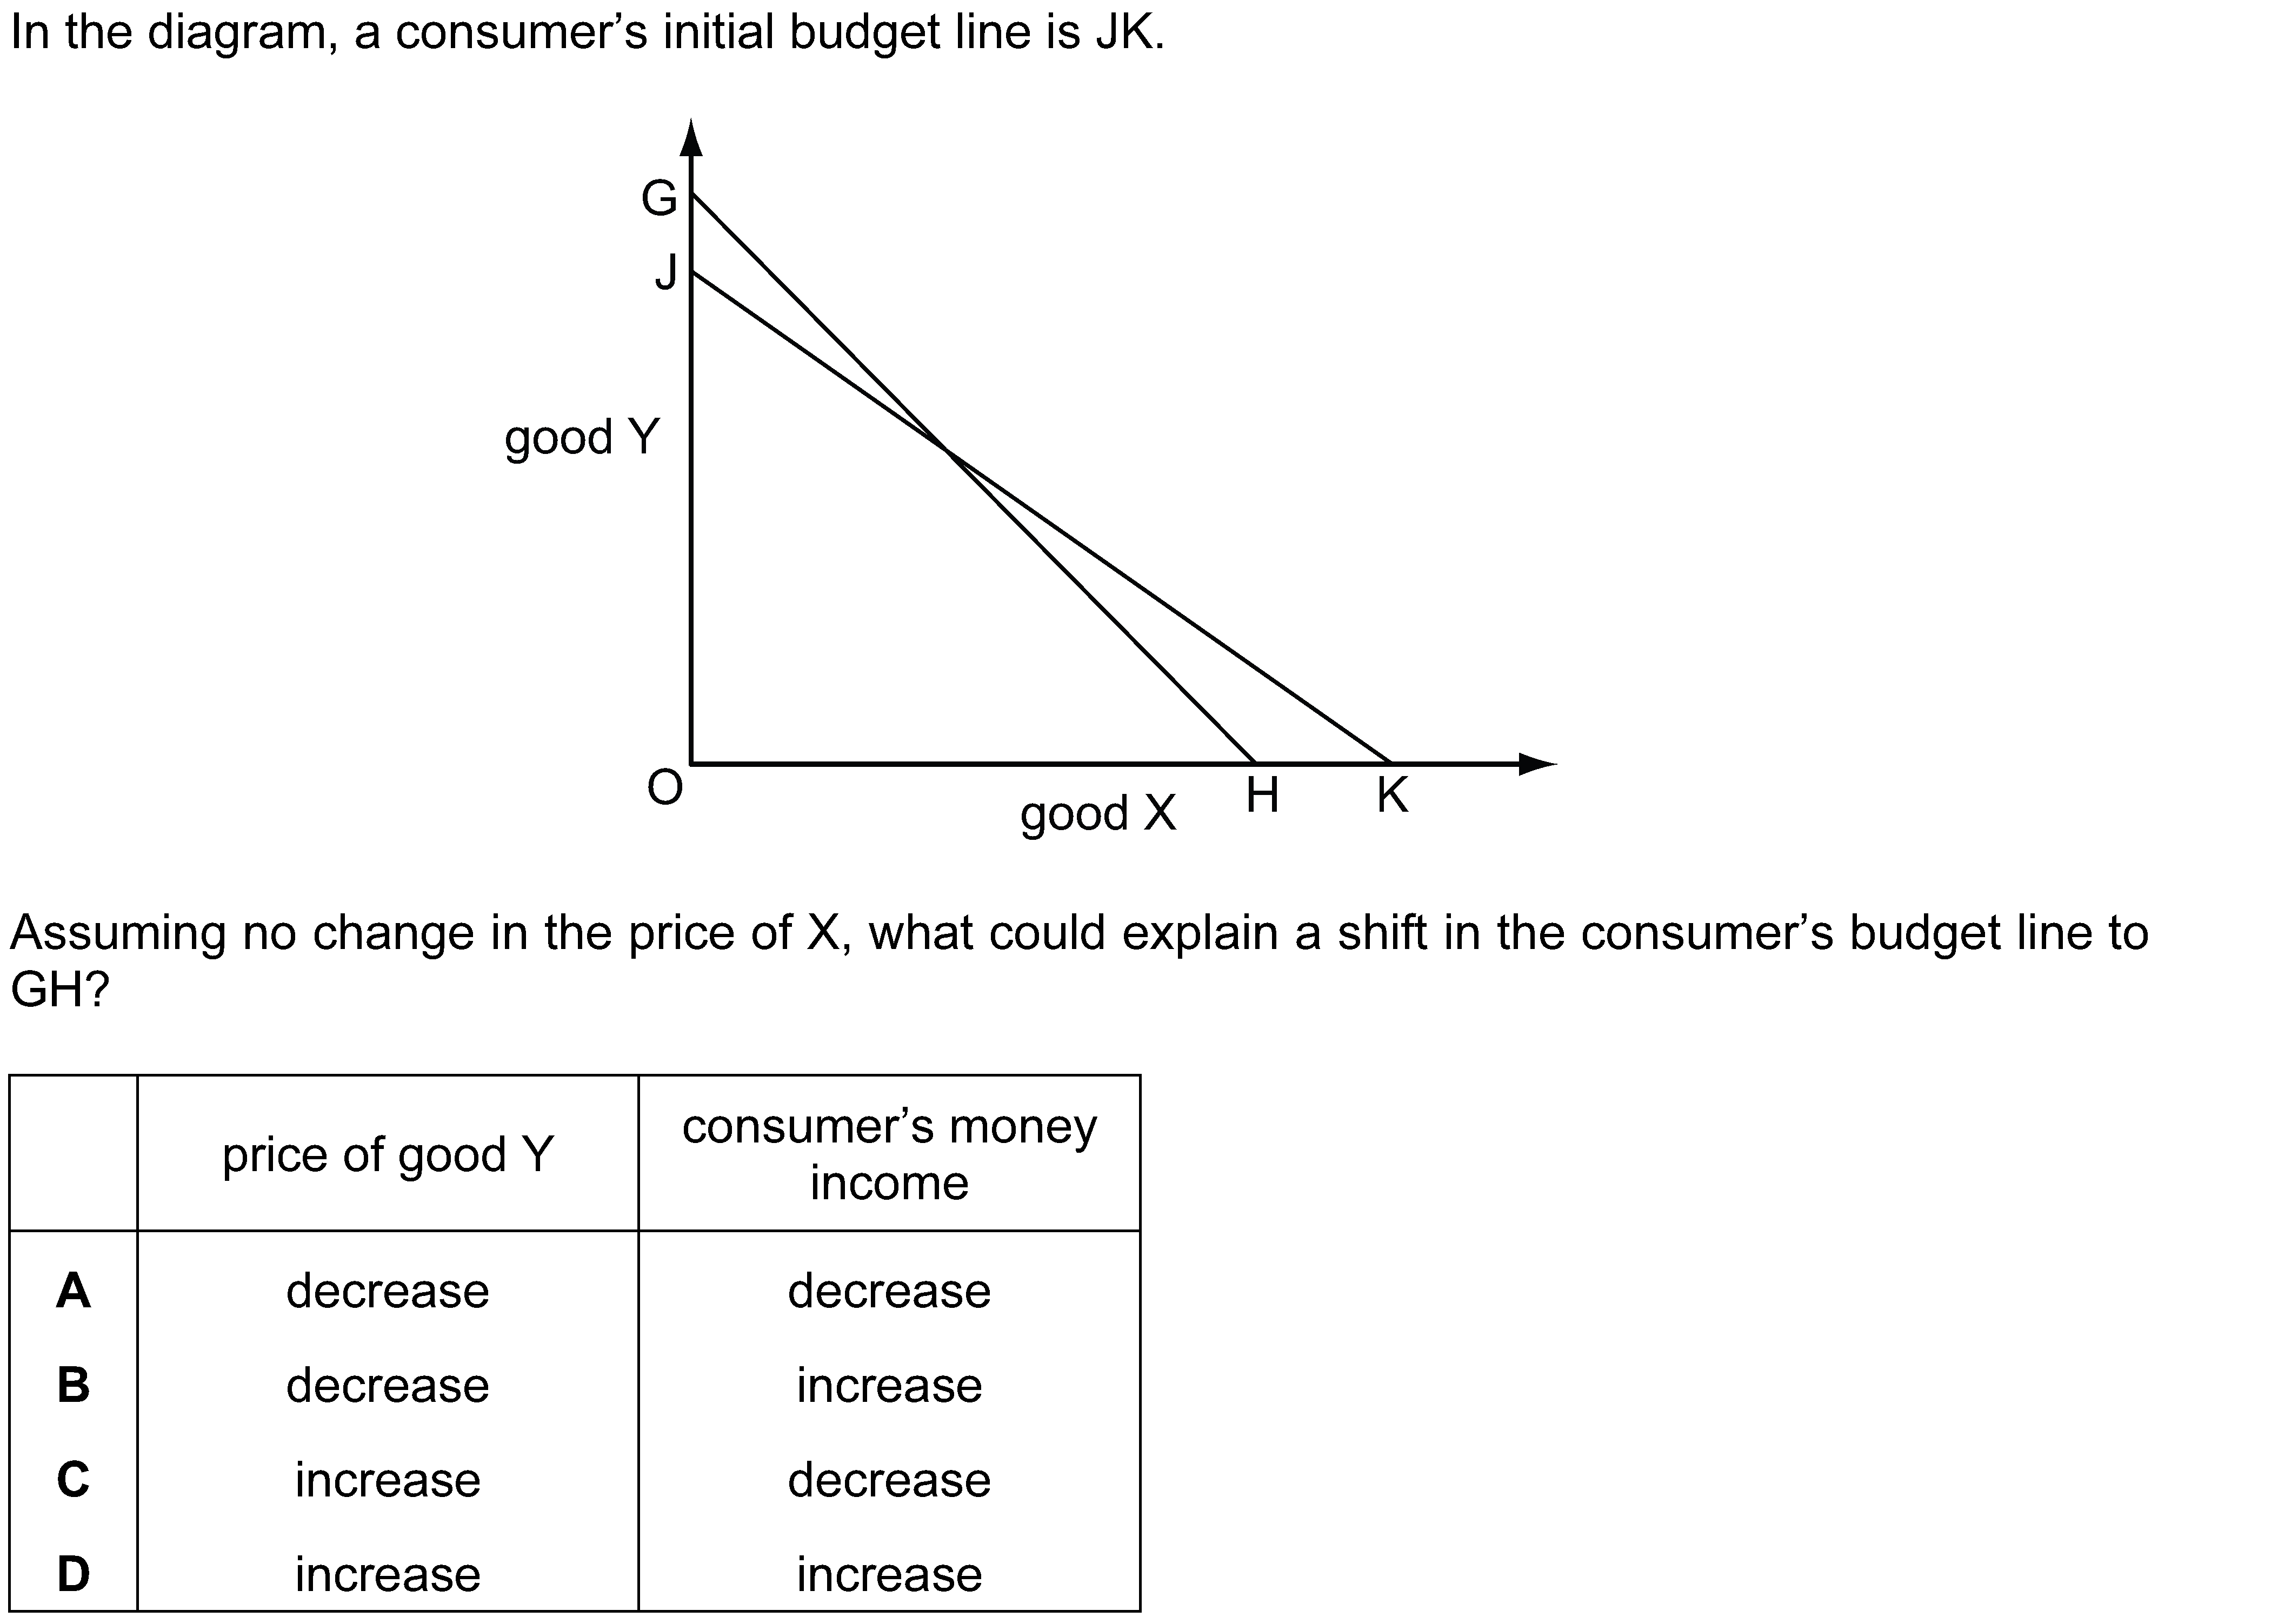 In the diagram, a consumer’s initial budget line is JK.
G
J
good Y
O
good X
H
K
Assuming no change in the price of X, what could explain a shift in the consumer’s budget line to
GH?
price of good Y
consumer’s money
income
A decrease decrease
B decrease increase
C increase decrease
D increase increase